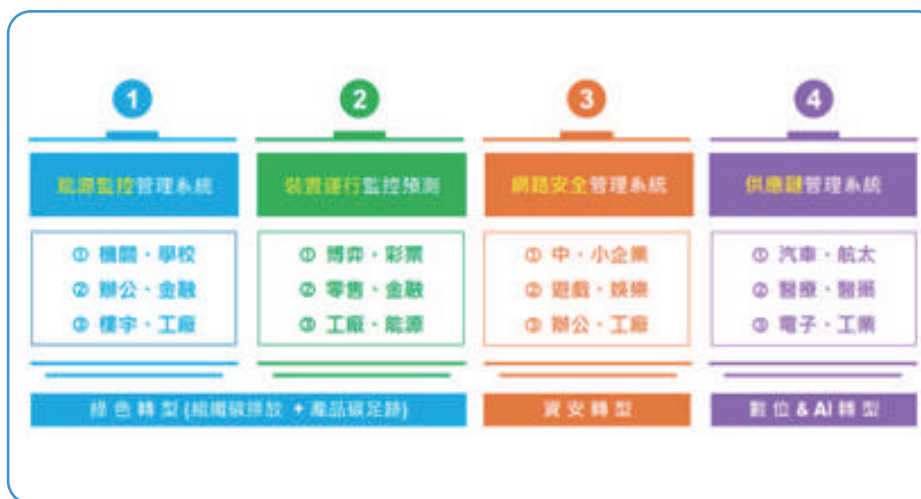 1
能源監控管理系統
① 機關、學校
② 辦公、金融
③ 樓宇、工廠
2
裝置運行監控預測
① 博弈、彩票
② 零售、金融
③ 工廠、能源
綠色轉型(組織碳排放 + 產品碳足跡)
3
網路安全管理系統
① 中、小企業
② 遊戲、娛樂
③ 辦公、工廠
資安轉型
4
供應鏈管理系統
① 汽車、航太
② 醫療、醫藥
③ 電子、工業
數位 & AI 轉型